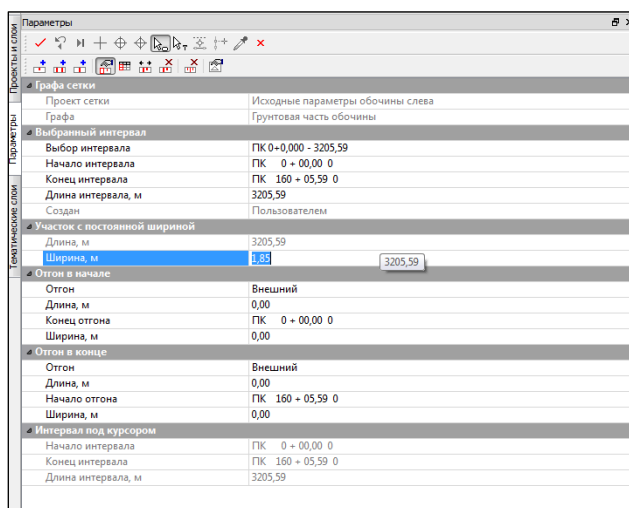 Параметры
Проекты и слои
Параметры
Тематические слои
Графа сетки
Проект сетки Исходные параметры обочины слева
Графа Грунтовая часть обочины
Выбранный интервал
Выбор интервала ПК 0+0,000 - 3205,59
Начало интервала ПК 0 + 00,00 0
Конец интервала ПК 160 + 05,59 0
Длина интервала, м 3205,59
Создан Пользователем
Участок с постоянной шириной
Длина, м 3205,59
Ширина, м 1,85
3205,59
Отгон в начале
Отгон Внешний
Длина, м 0,00
Конец отгона ПК 0 + 00,00 0
Ширина, м 0,00
Отгон в конце
Отгон Внешний
Длина, м 0,00
Начало отгона ПК 160 + 05,59 0
Ширина, м 0,00
Интервал под курсором
Начало интервала ПК 0 + 00,00 0
Конец интервала ПК 160 + 05,59 0
Длина интервала, м 3205,59